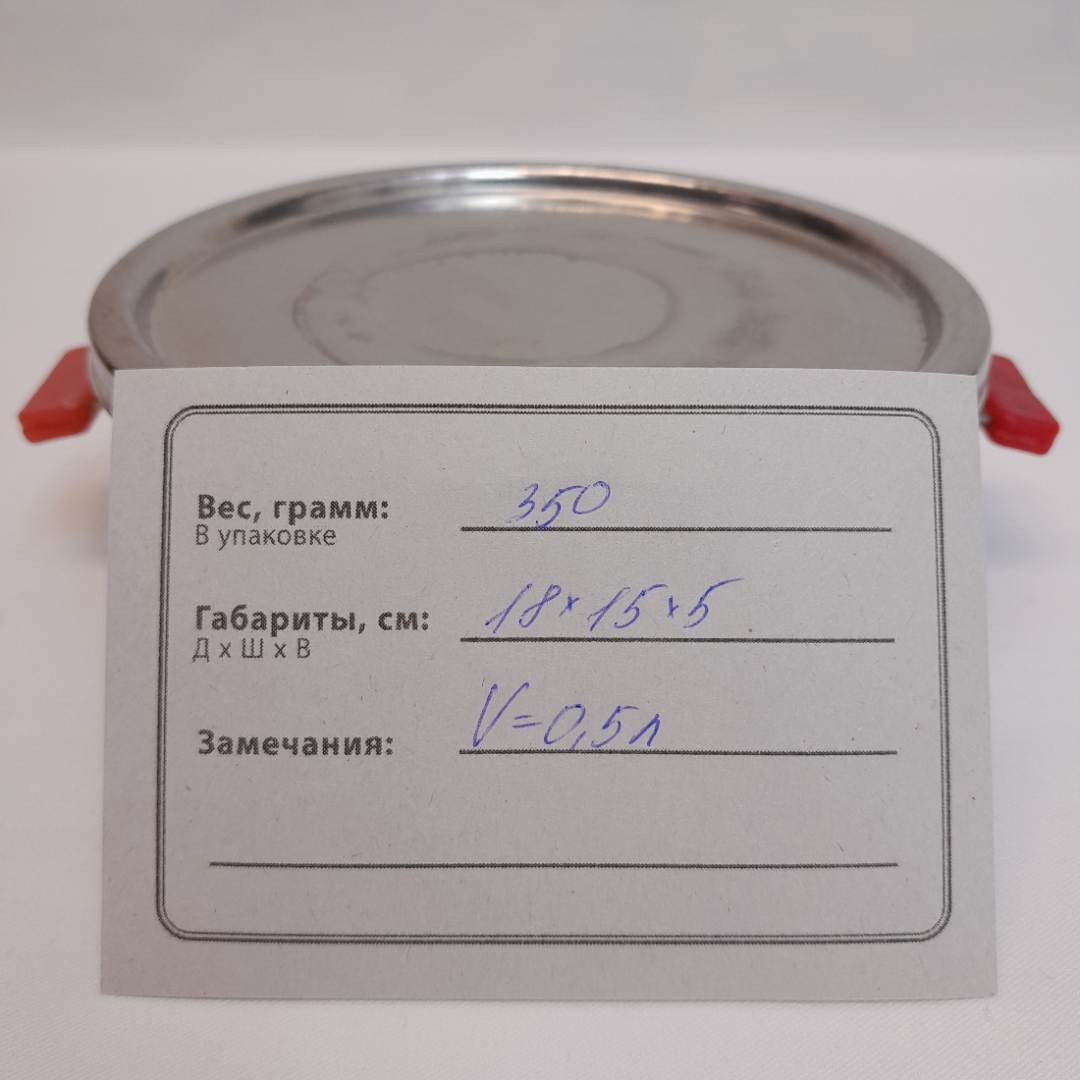 Вес, грамм: 350
В упаковке
Габариты, см: 18 x 15 x 5
Д х Ш х В
Замечания: V=0,5л